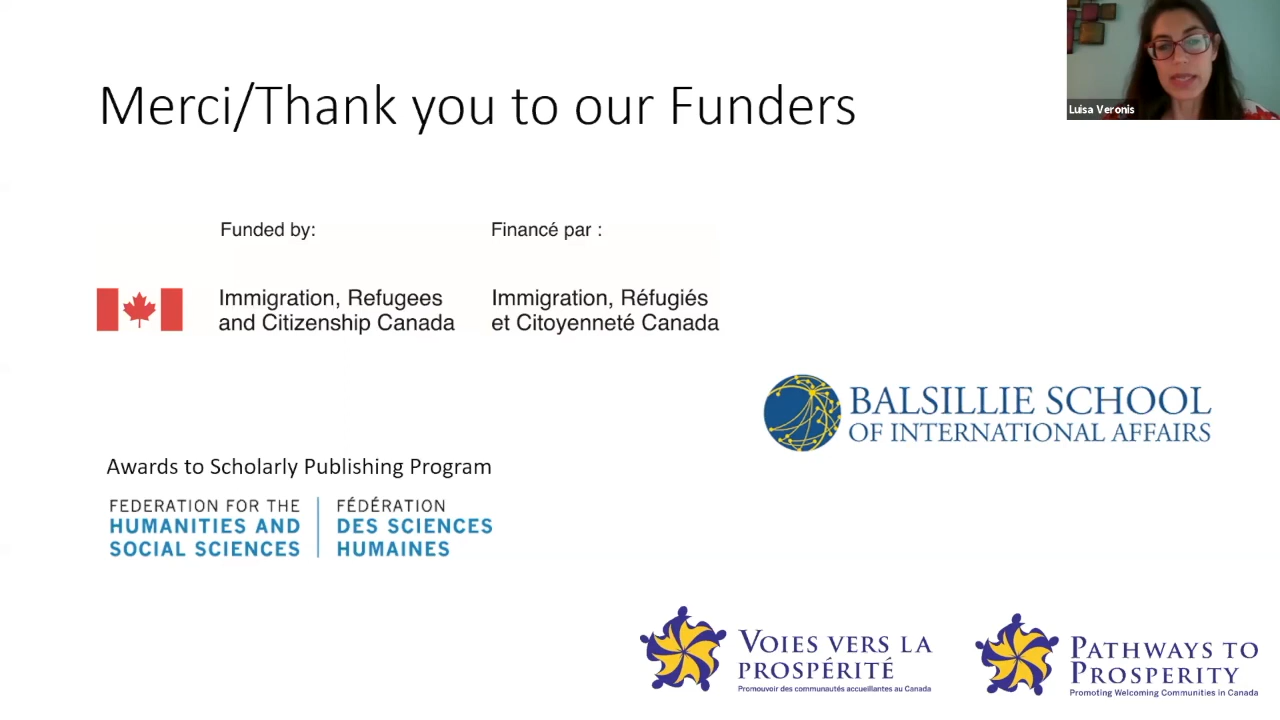 Merci/Thank you to our Funders
Luisa Veronis
Funded by:
Financé par :
Immigration, Refugees
and Citizenship Canada
Immigration, Réfugiés
et Citoyenneté Canada
BALSILLIE SCHOOL
OF INTERNATIONAL AFFAIRS
Awards to Scholarly Publishing Program
FEDERATION FOR THE
HUMANITIES AND
SOCIAL SCIENCES
FÉDÉRATION
DES SCIENCES
HUMAINES
VOIES VERS LA
PROSPÉRITÉ
Promouvoir des communautés accueillantes au Canada
PATHWAYS TO
PROSPERITY
Promoting Welcoming Communities in Canada